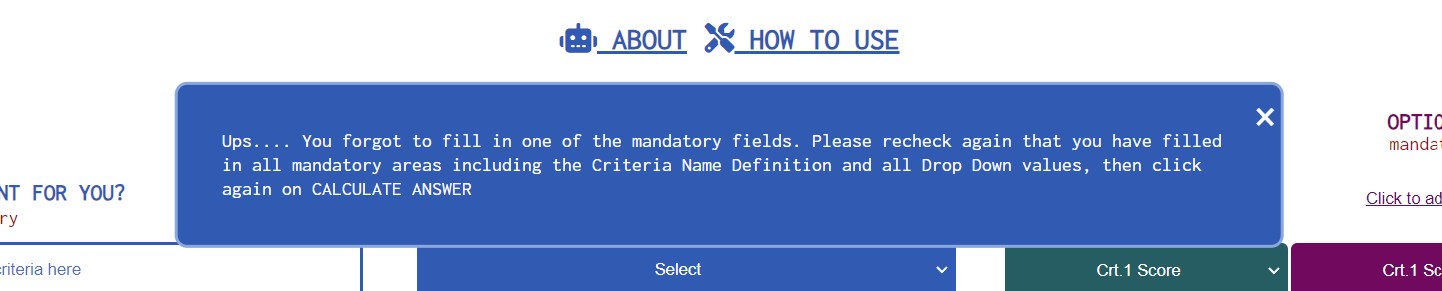 ABOUT HOW TO USE
Ups.... You forgot to fill in one of the mandatory fields. Please recheck again that you have filled
in all mandatory areas including the Criteria Name Definition and all Drop Down values, then click
again on CALCULATE ANSWER
OPTIO
mandat
NT FOR YOU?
ry
Click to ad
criteria here
Select
Crt.1 Score
Crt.1 Sc